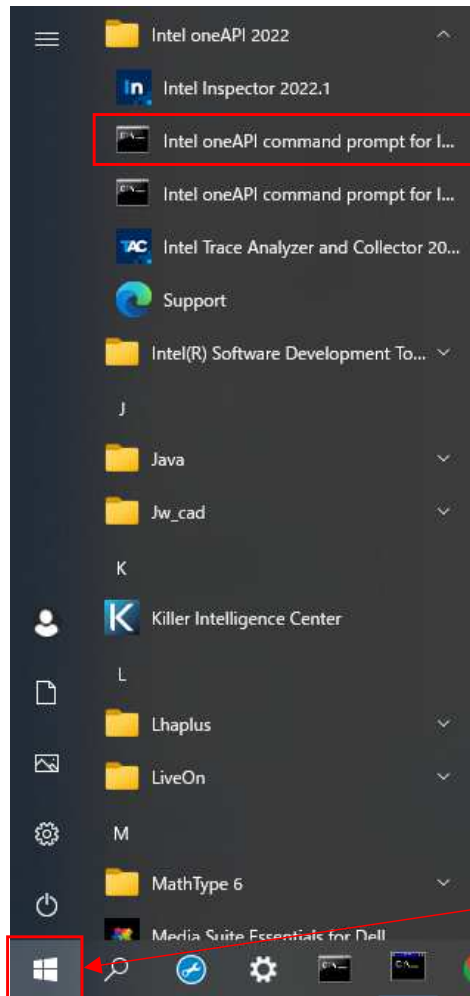 Intel oneAPI 2022
Intel Inspector 2022.1
Intel oneAPI command prompt for I...
Intel oneAPI command prompt for I...
Intel Trace Analyzer and Collector 20...
Support
Intel(R) Software Development To...
J
Java
Jw_cad
K
Killer Intelligence Center
L
Lhaplus
LiveOn
M
MathType 6
Media Suite Essentials for Dell